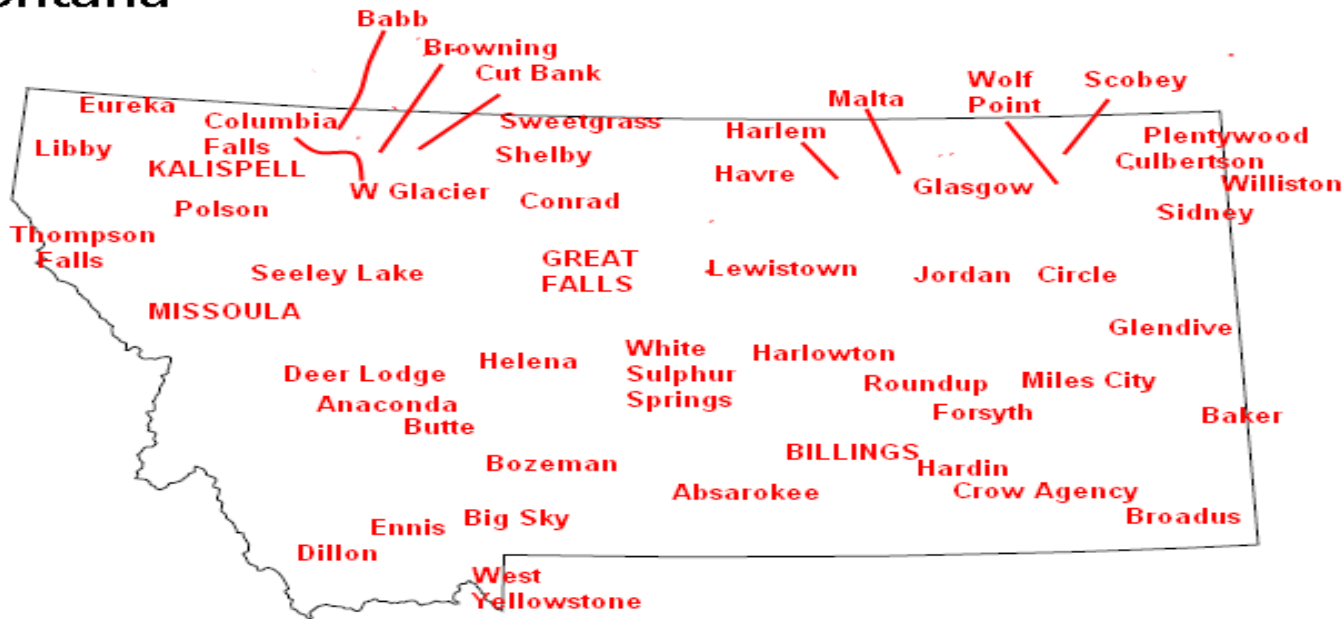 ontana
Babb
Browning
Cut Bank
Wolf
Point
Scobey
Malta
Eureka
Columbia
Falls
Sweetgrass
Harlem
Plentywood
Libby
Shelby
Culbertson
KALISPELL
Havre
W Glacier
Glasgow
Williston
Polson
Conrad
Sidney
Thompson
Falls
Seeley Lake
GREAT
FALLS
Lewistown
Jordan
Circle
MISSOULA
Glendive
Helena
White
Sulphur
Springs
Harlowton
Deer Lodge
Roundup
Miles City
Anaconda
Forsyth
Baker
Butte
BILLINGS
Bozeman
Hardin
Absarokee
Crow Agency
Broadus
Ennis
Big Sky
Dillon
West
Yellowstone